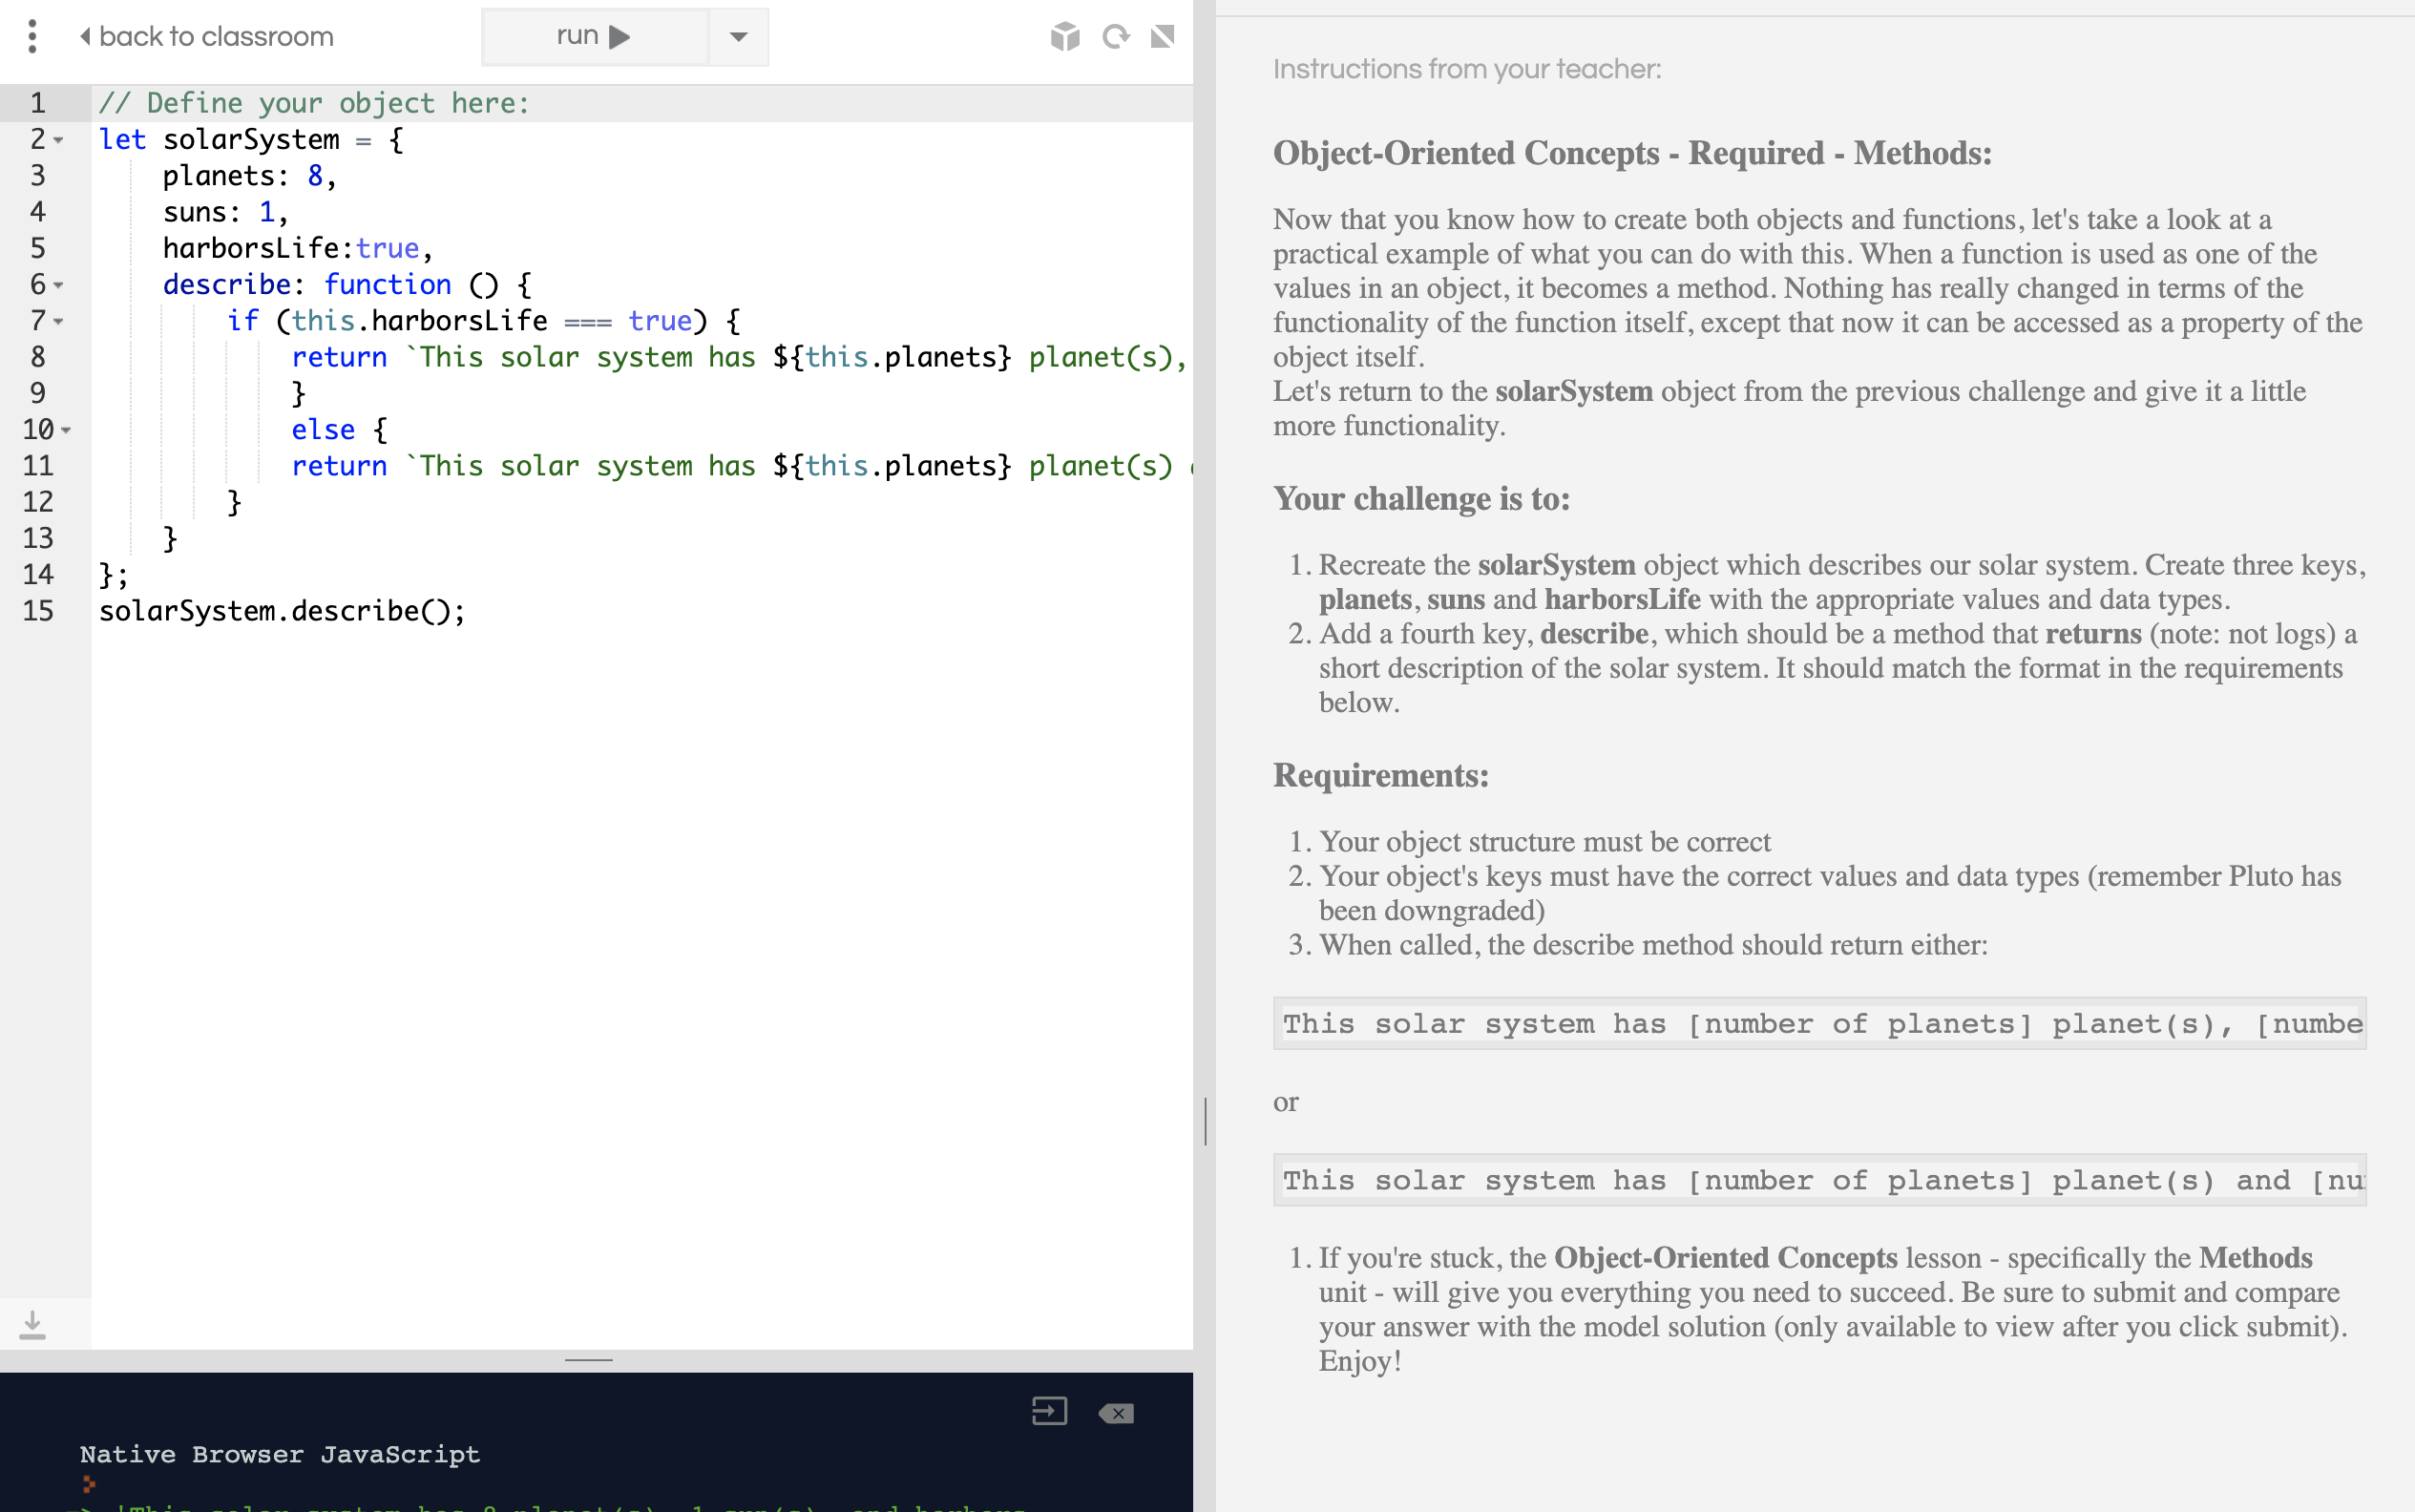 back to classroom
run
1 // Define your object here:
2 let solarSystem = {
3 planets: 8,
4 suns: 1,
5 harborsLife:true,
6 describe: function () {
7 if (this.harborsLife === true) {
8 return `This solar system has ${this.planets} planet(s),
9 }
10 else {
11 return `This solar system has ${this.planets} planet(s)
12 }
13 }
14 };
15 solarSystem.describe();
Native Browser JavaScript
=> 'This solar system has 8 planet(s), 1 sun(s), and harbors
Instructions from your teacher:
Object-Oriented Concepts - Required - Methods:
Now that you know how to create both objects and functions, let's take a look at a
practical example of what you can do with this. When a function is used as one of the
values in an object, it becomes a method. Nothing has really changed in terms of the
functionality of the function itself, except that now it can be accessed as a property of the
object itself.
Let's return to the solarSystem object from the previous challenge and give it a little
more functionality.
Your challenge is to:
1. Recreate the solarSystem object which describes our solar system. Create three keys,
planets, suns and harborsLife with the appropriate values and data types.
2. Add a fourth key, describe, which should be a method that returns (note: not logs) a
short description of the solar system. It should match the format in the requirements
below.
Requirements:
1. Your object structure must be correct
2. Your object's keys must have the correct values and data types (remember Pluto has
been downgraded)
3. When called, the describe method should return either:
This solar system has [number of planets] planet(s), [numbe
or
This solar system has [number of planets] planet(s) and [nu
1. If you're stuck, the Object-Oriented Concepts lesson - specifically the Methods
unit - will give you everything you need to succeed. Be sure to submit and compare
your answer with the model solution (only available to view after you click submit).
Enjoy!